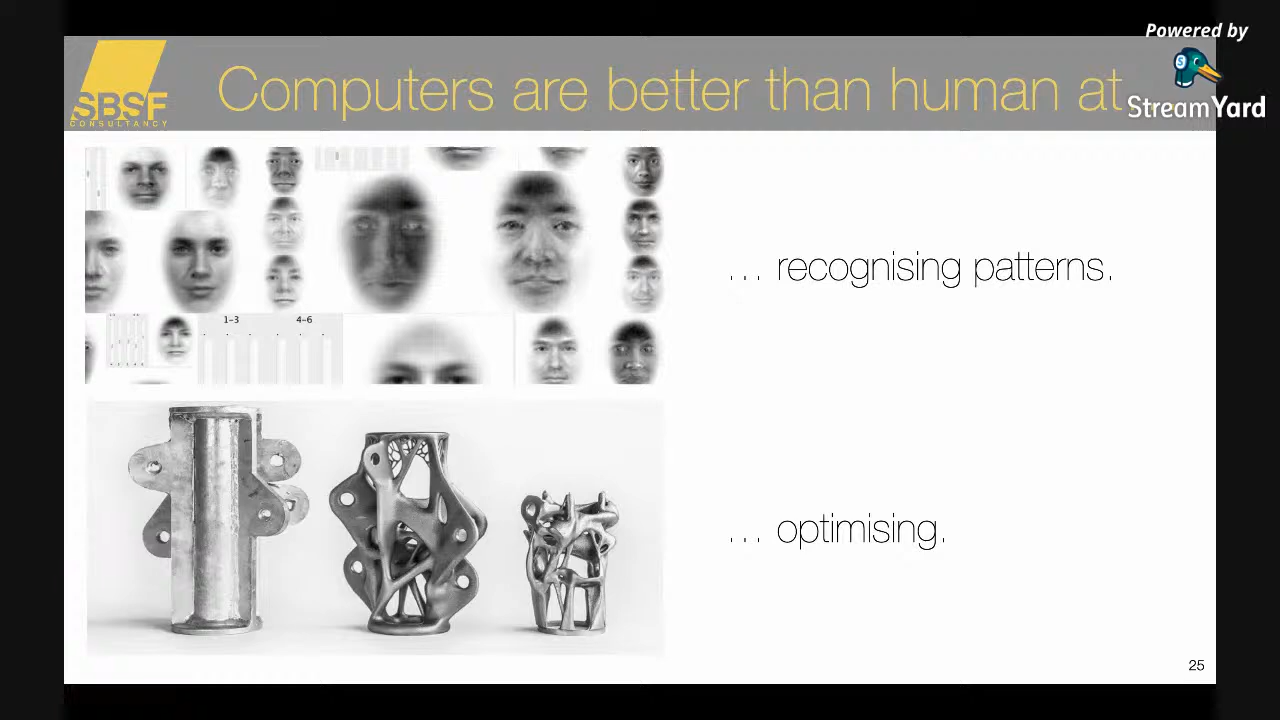 Powered by
StreamYard
SBSF
CONSULTANCY
Computers are better than human at..
1-3
4-6
... recognising patterns.
... optimising.
25